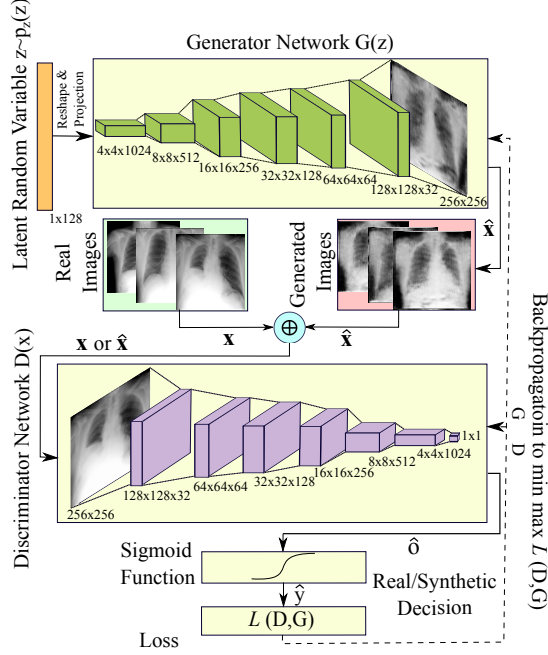 Generator Network G(z)
Latent Random Variable z~p_z(z)
Reshape &
Projection
1x128
4x4x1024
8x8x512
16x16x256
32x32x128
64x64x64
128x128x32
256x256
x̂
Real
Images
Generated
Images
x
⊕
x̂
x or x̂
Discriminator Network D(x)
256x256
128x128x32
64x64x64
32x32x128
16x16x256
8x8x512
4x4x1024
1x1
Backpropagatoin to min max L (D,G)
G D
ô
Sigmoid
Function
Real/Synthetic
Decision
ŷ
L (D,G)
Loss